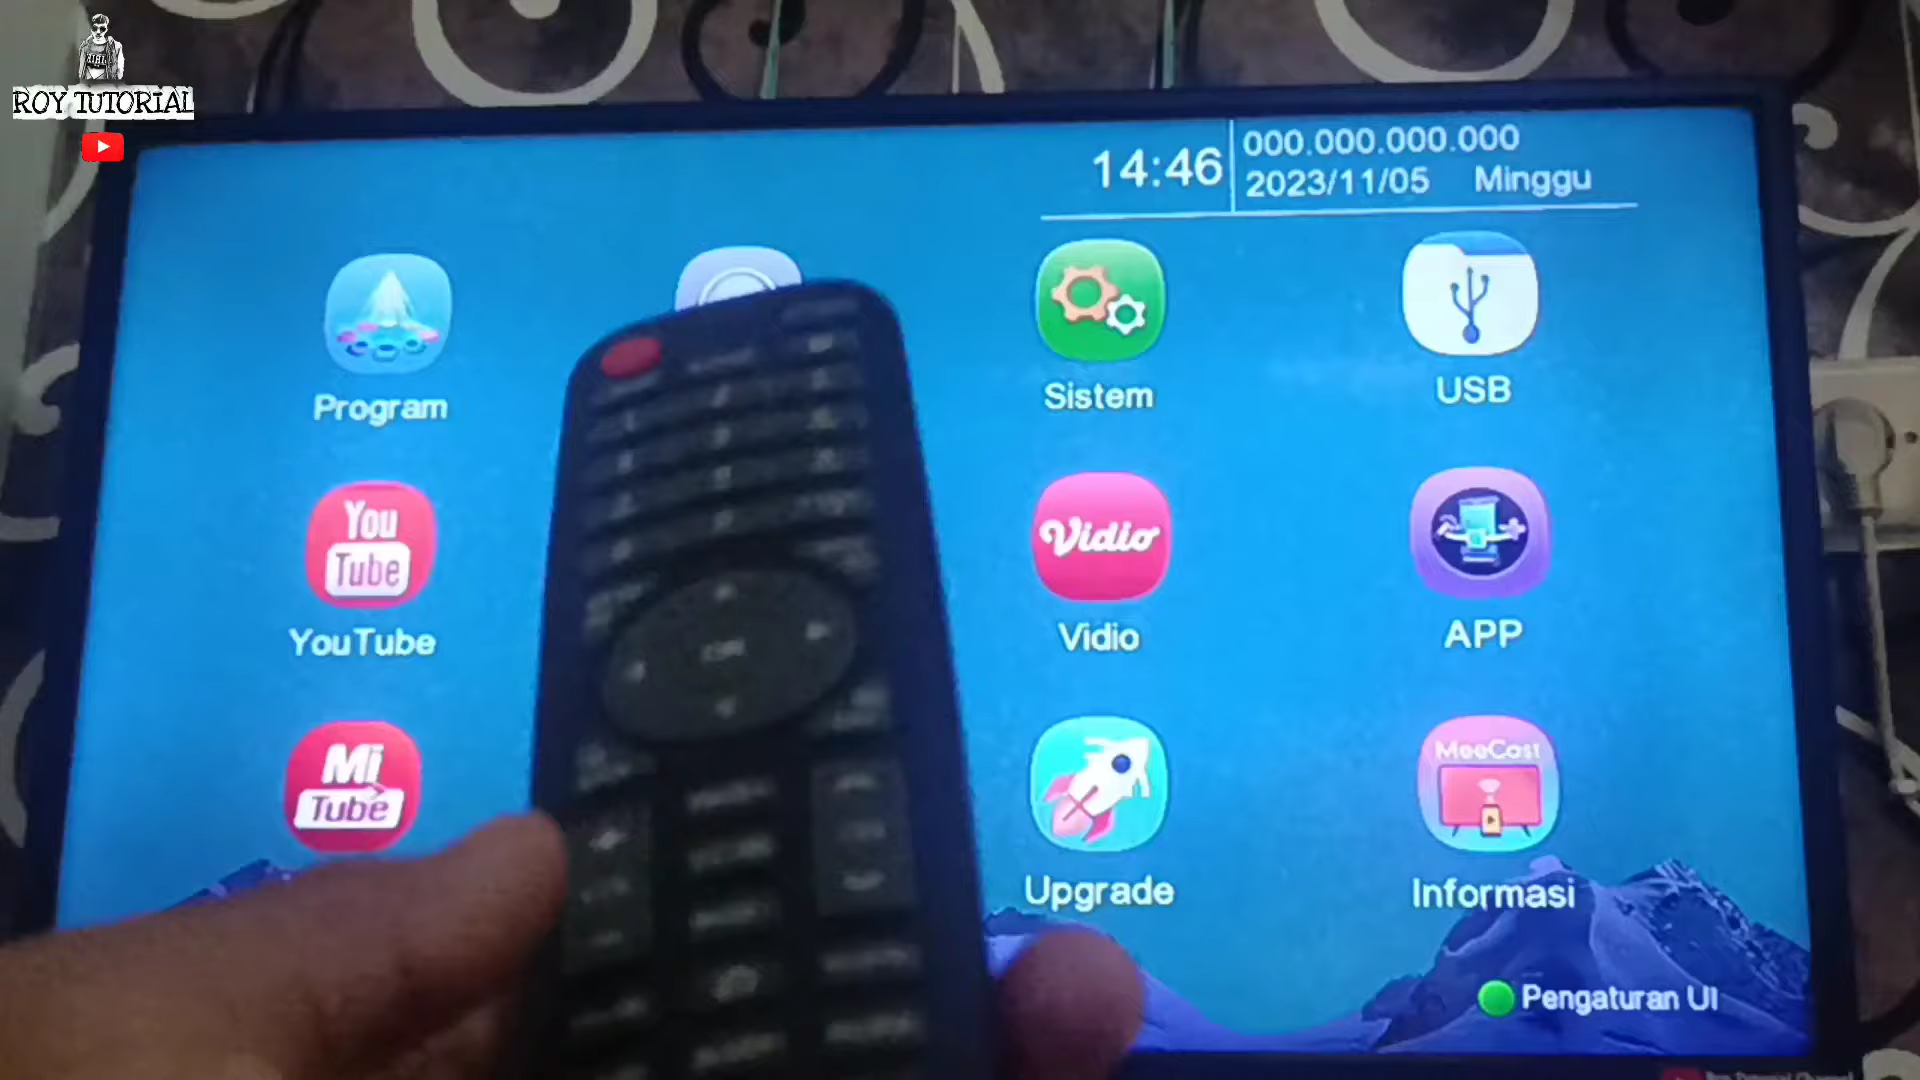 ROY TUTORIAL
14:46
000.000.000.000
2023/11/05 Minggu
Program
Sistem
USB
You
Tube
YouTube
Vidio
Vidio
APP
Mi
Tube
Upgrade
MeeCast
Informasi
Pengaturan UI
OK